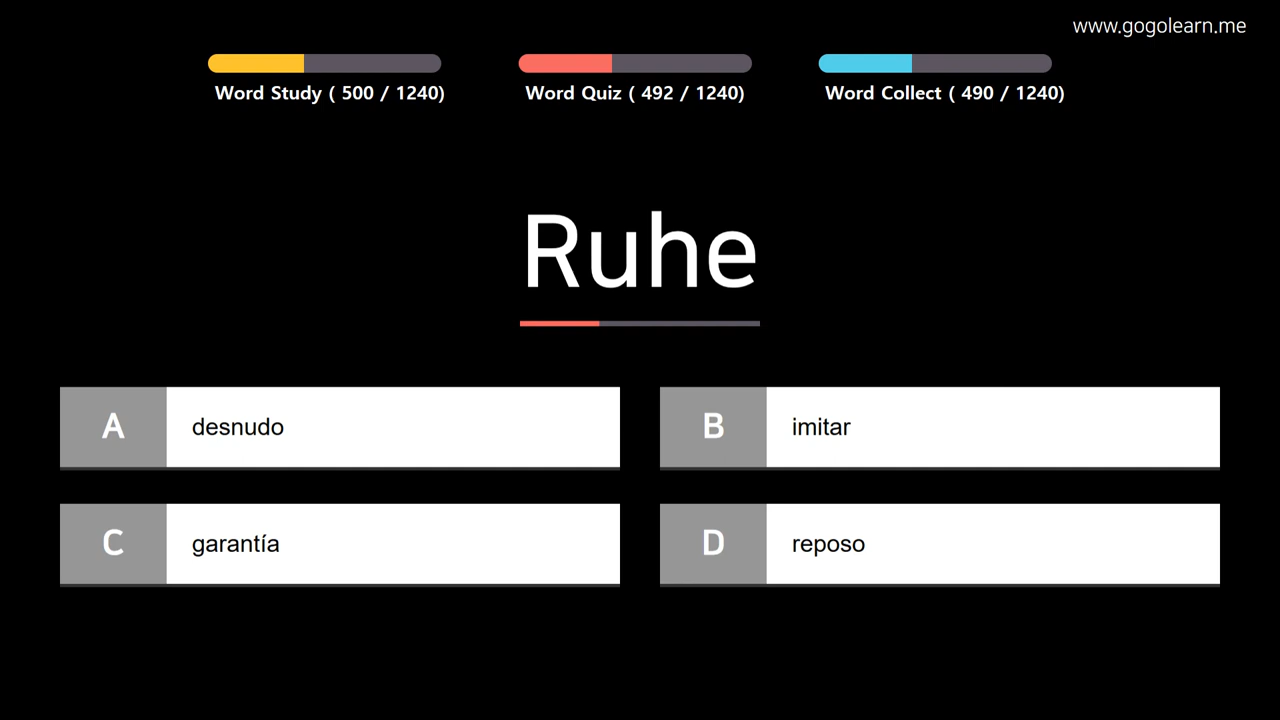 www.gogolearn.me
Word Study ( 500 / 1240)
Word Quiz ( 492 / 1240)
Word Collect ( 490 / 1240)
Ruhe
A desnudo
B imitar
C garantía
D reposo